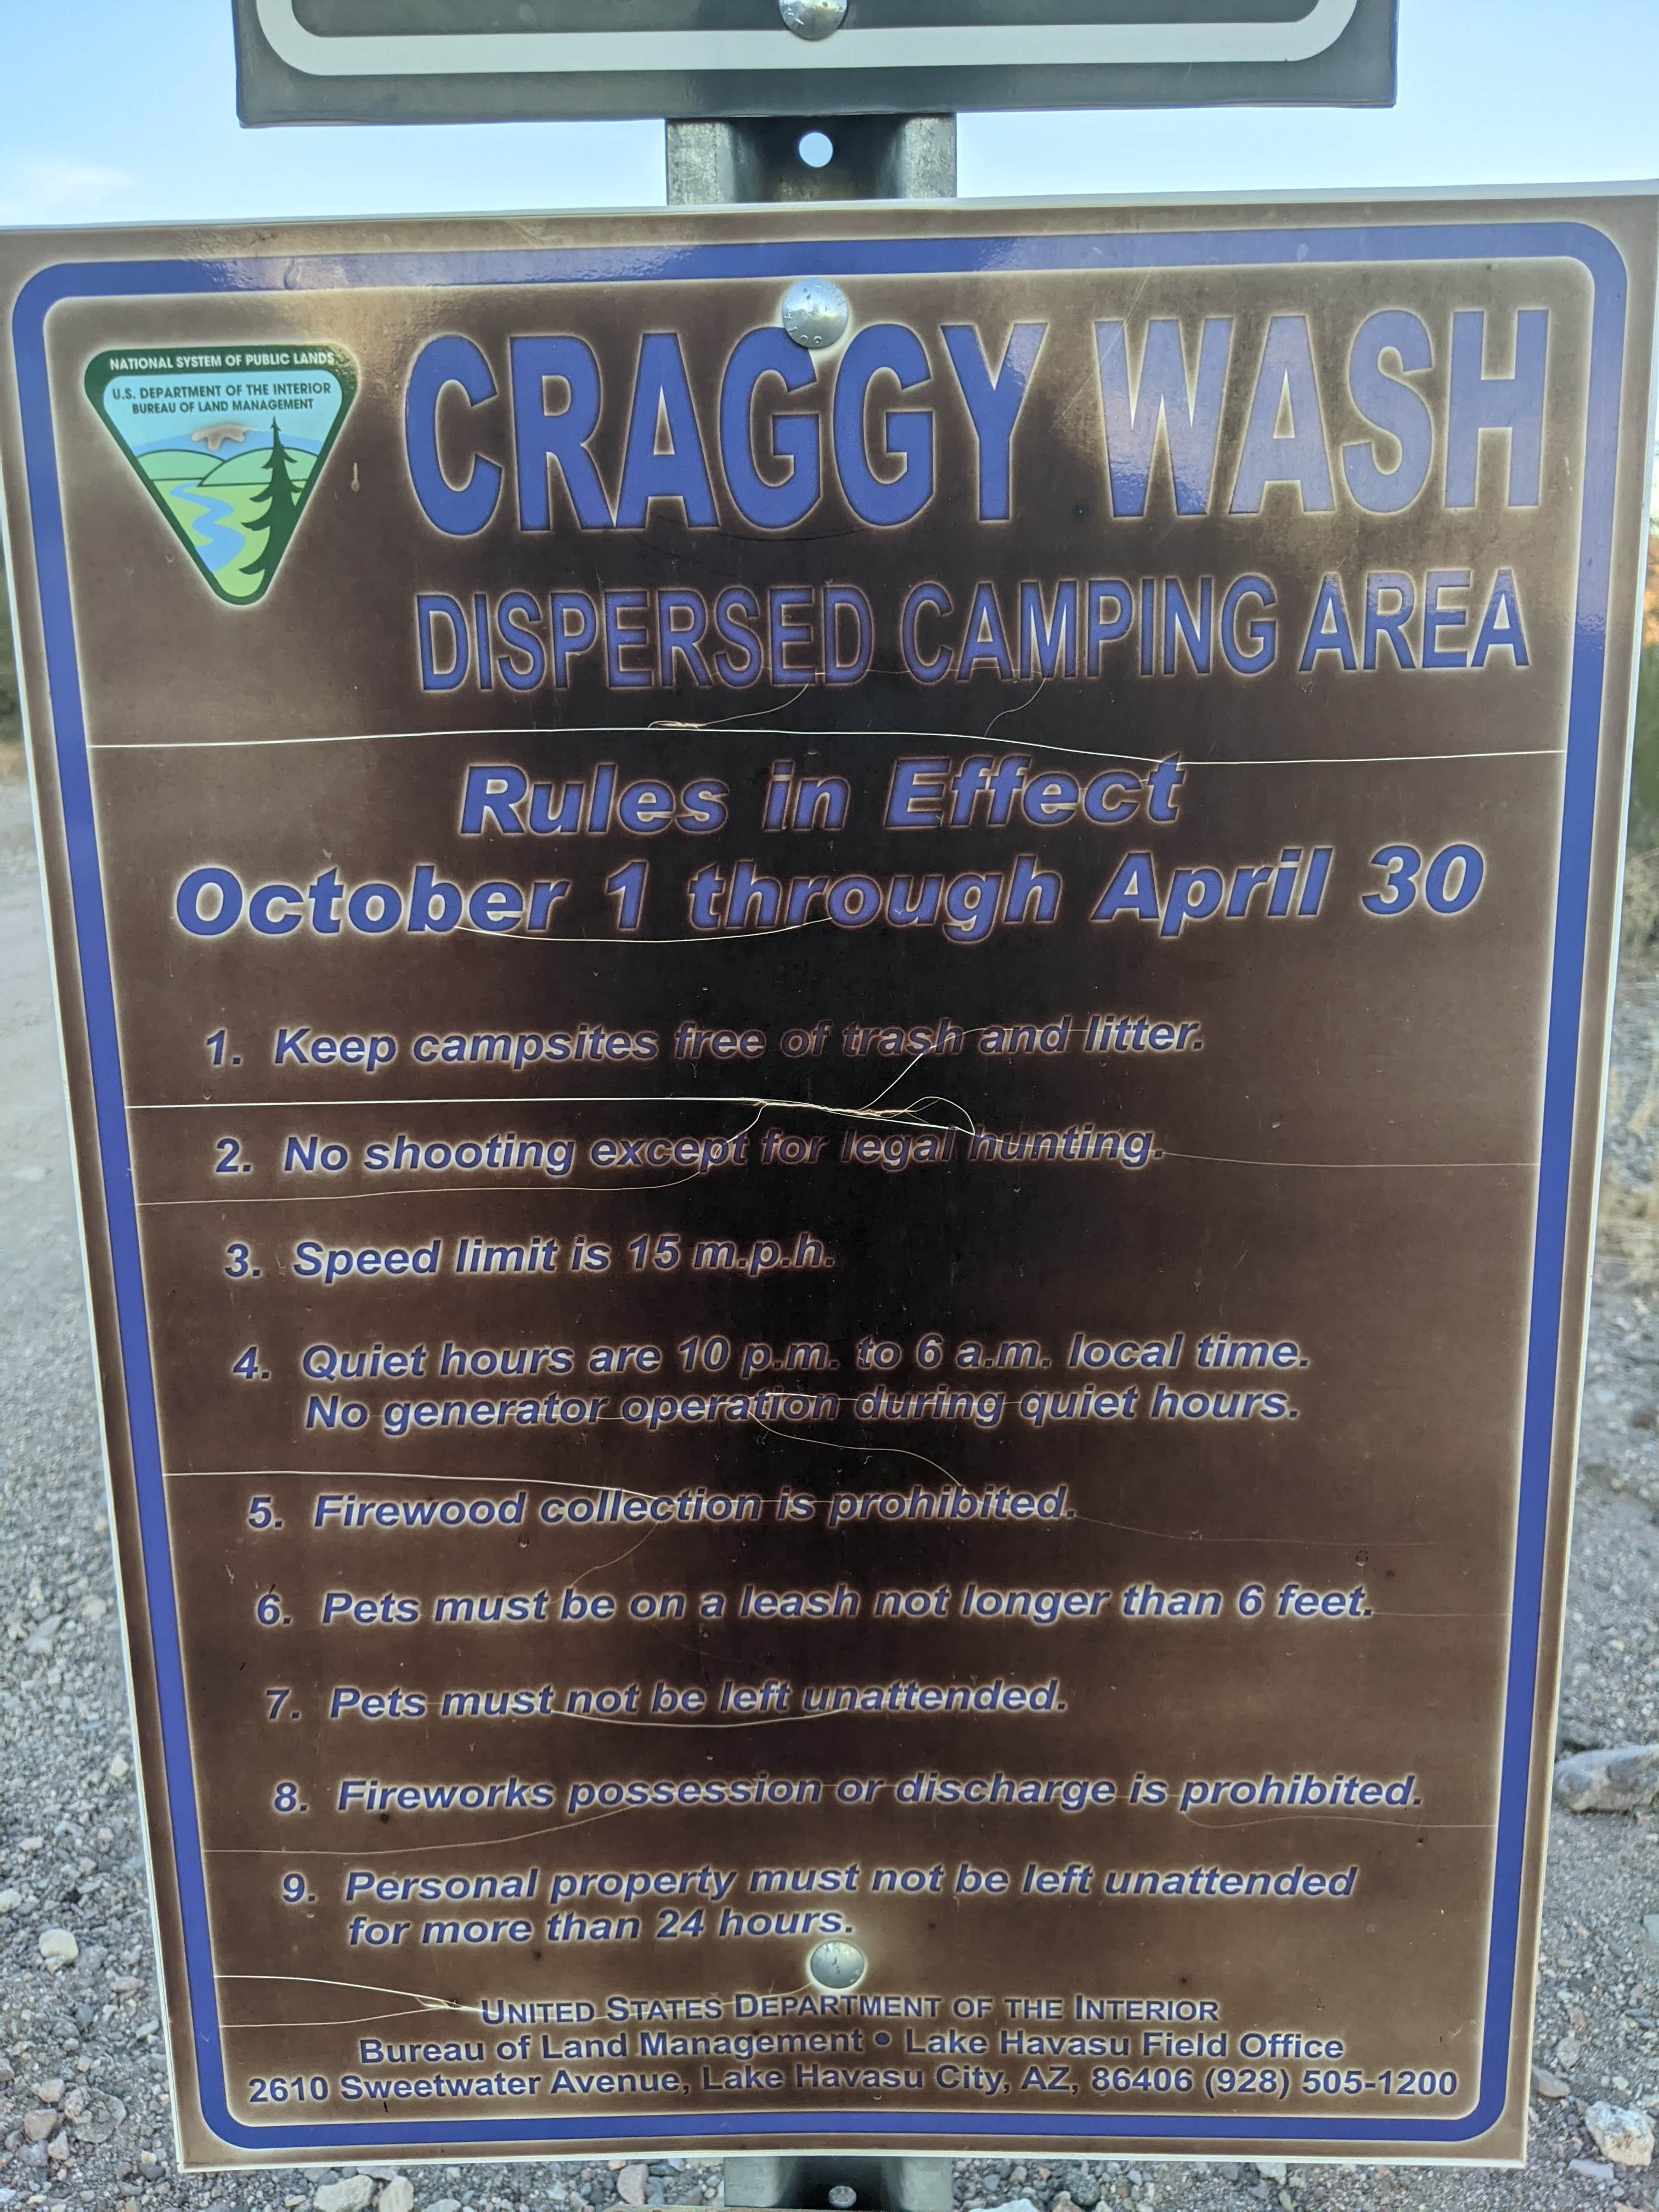 NATIONAL SYSTEM OF PUBLIC LANDS
U.S. DEPARTMENT OF THE INTERIOR
BUREAU OF LAND MANAGEMENT
CRAGGY WASH
DISPERSED CAMPING AREA
Rules in Effect
October 1 through April 30
1. Keep campsites free of trash and litter.
2. No shooting except for legal hunting.
3. Speed limit is 15 m.p.h.
4. Quiet hours are 10 p.m. to 6 a.m. local time.
No generator operation during quiet hours.
5. Firewood collection is prohibited.
6. Pets must be on a leash not longer than 6 feet.
7. Pets must not be left unattended.
8. Fireworks possession or discharge is prohibited.
9. Personal property must not be left unattended
for more than 24 hours.
UNITED STATES DEPARTMENT OF THE INTERIOR
Bureau of Land Management • Lake Havasu Field Office
2610 Sweetwater Avenue, Lake Havasu City, AZ, 86406 (928) 505-1200